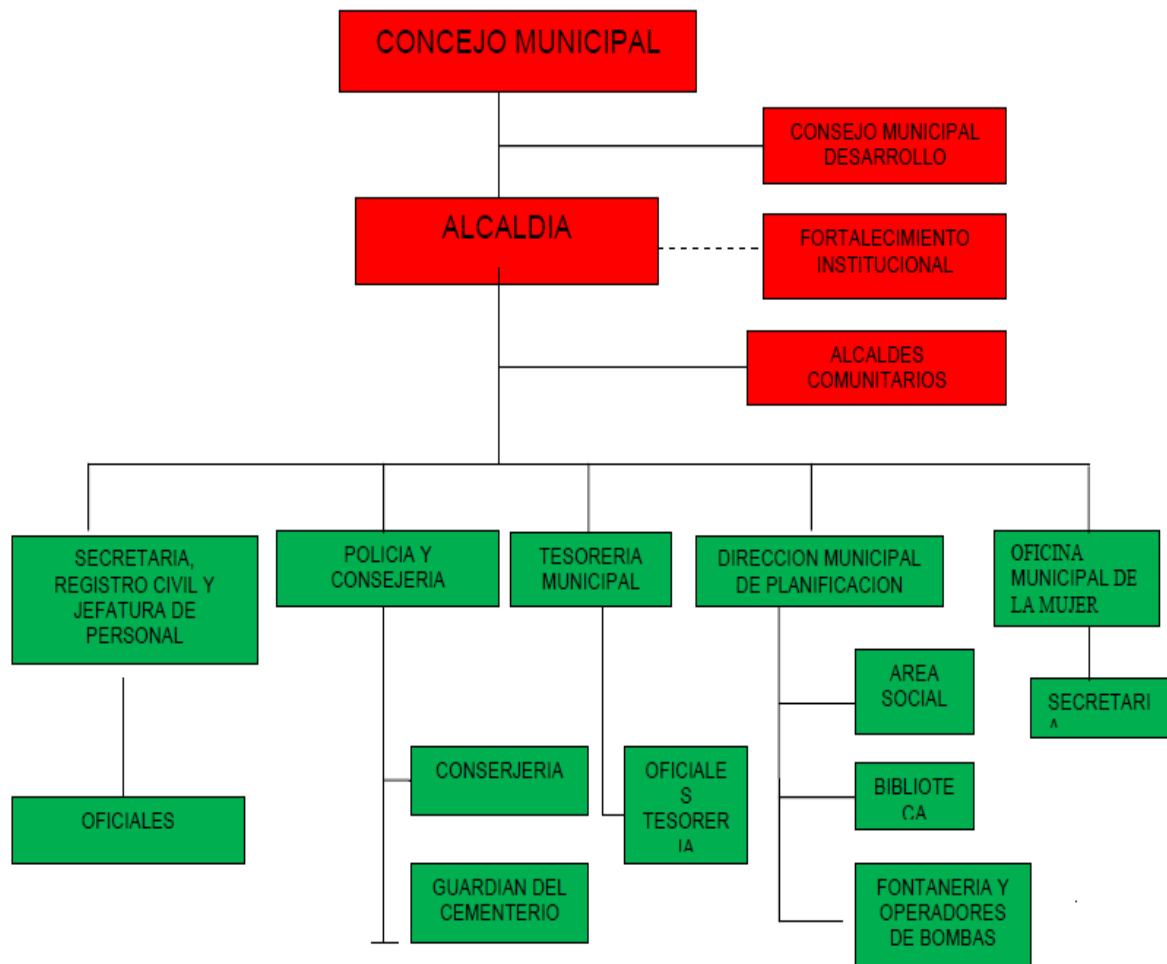 CONCEJO MUNICIPAL
CONSEJO MUNICIPAL
DESARROLLO
ALCALDIA
FORTALECIMIENTO
INSTITUCIONAL
ALCALDES
COMUNITARIOS
SECRETARIA,
REGISTRO CIVIL Y
JEFATURA DE
PERSONAL
POLICIA Y
CONSEJERIA
TESORERIA
MUNICIPAL
DIRECCION MUNICIPAL
DE PLANIFICACION
OFICINA
MUNICIPAL DE
LA MUJER
AREA
SOCIAL
SECRETARI
A
CONSERJERIA
OFICIALE
S
TESORER
IA
BIBLIOTE
CA
OFICIALES
GUARDIAN DEL
CEMENTERIO
FONTANERIA Y
OPERADORES
DE BOMBAS